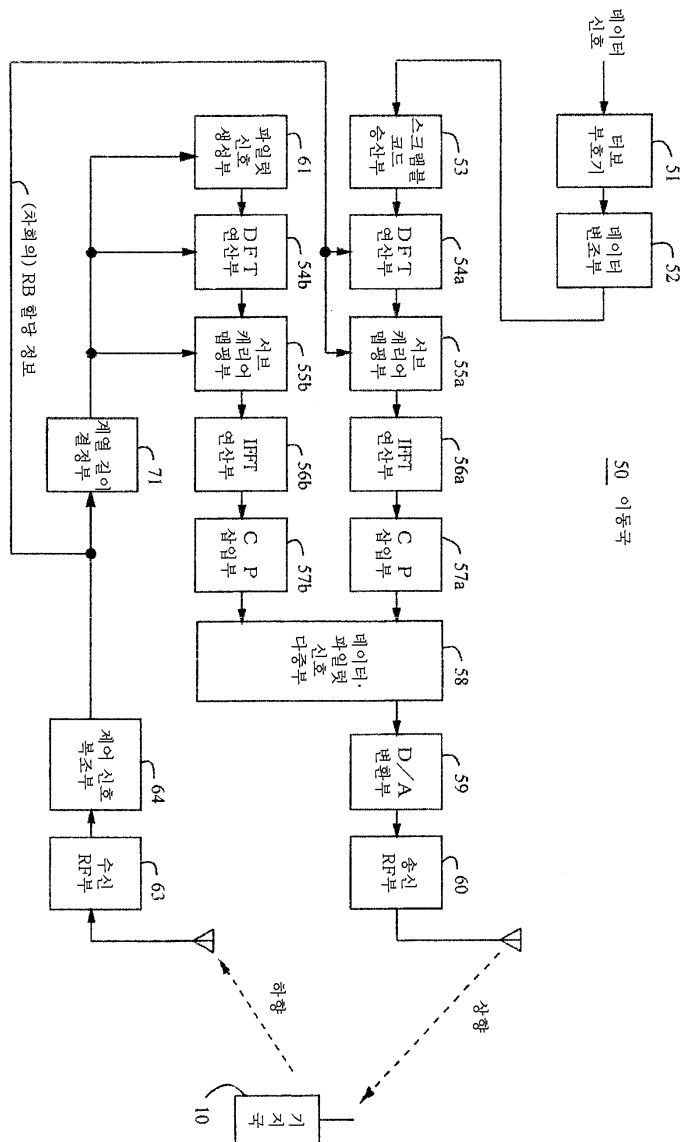 50 이동국
데이터
신호
51
터보
부호기
52
데이터
변조부
53
스크램블
코드
승산부
54a
DFT
연산부
55a
서브
캐리어
맵핑부
56a
IFFT
연산부
57a
CP
삽입부
58
데이터·
파일럿
신호
다중부
59
D/A
변환부
60
송신
RF부
61
파일럿
신호
생성부
54b
DFT
연산부
55b
서브
캐리어
맵핑부
56b
IFFT
연산부
57b
CP
삽입부
71
계열 길이
결정부
64
제어 신호
복조부
63
수신
RF부
(차회의) RB 할당 정보
상향
하향
10
기
지
국